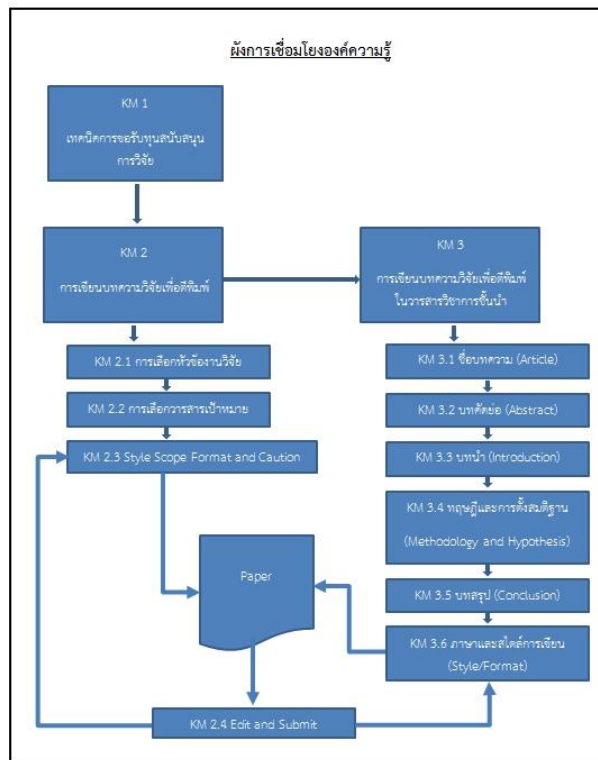 ผังการเชื่อมโยงองค์ความรู้
KM 1
เทคนิคการขอรับทุนสนับสนุน
การวิจัย
KM 2
การเขียนบทความวิจัยเพื่อตีพิมพ์
KM 3
การเขียนบทความวิจัยเพื่อตีพิมพ์
ในวารสารวิชาการชั้นนำ
KM 2.1 การเลือกหัวข้องานวิจัย
KM 2.2 การเลือกวารสารเป้าหมาย
KM 2.3 Style Scope Format and Caution
KM 3.1 ชื่อบทความ (Article)
KM 3.2 บทคัดย่อ (Abstract)
KM 3.3 บทนำ (Introduction)
KM 3.4 ทฤษฎีและการตั้งสมติฐาน
(Methodology and Hypothesis)
KM 3.5 บทสรุป (Conclusion)
KM 3.6 ภาษาและสไตล์การเขียน
(Style/Format)
Paper
KM 2.4 Edit and Submit